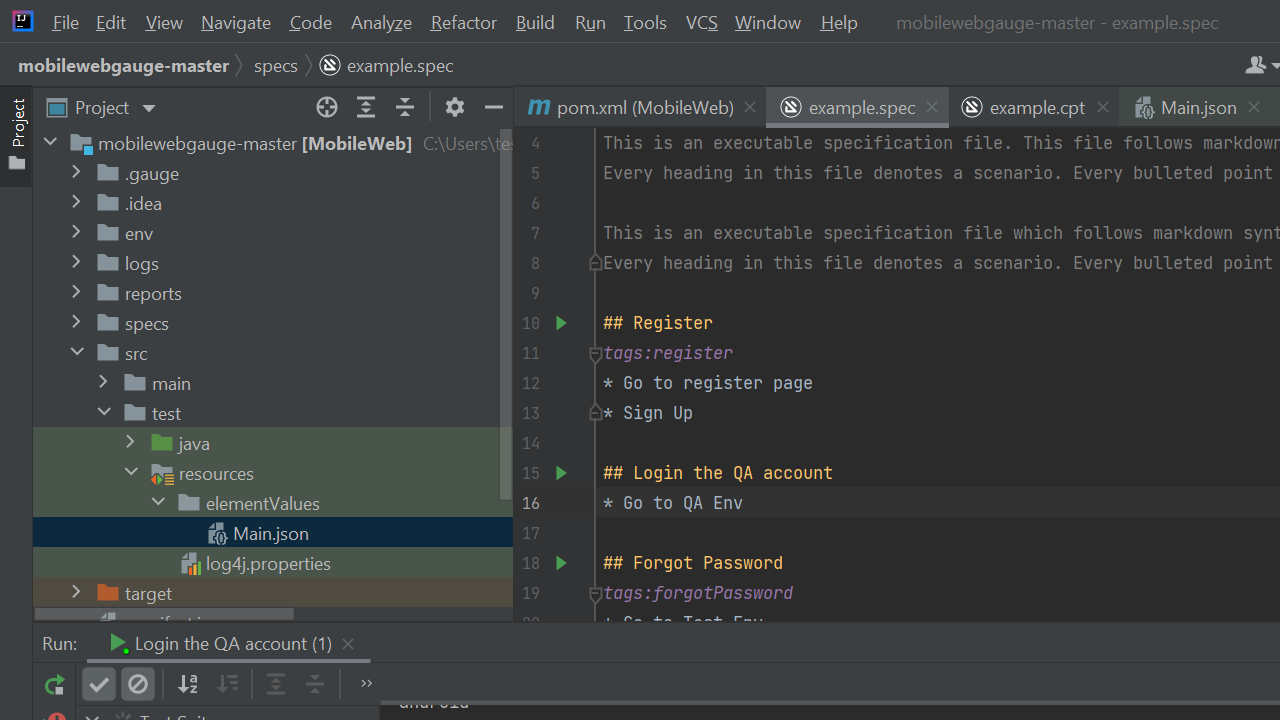 File Edit View Navigate Code Analyze Refactor Build Run Tools VCS Window Help mobilewebgauge-master - example.spec
mobilewebgauge-master specs example.spec
Project
Project
pom.xml (MobileWeb) example.spec example.cpt Main.json
mobilewebgauge-master [MobileWeb] C:\Users\tes
.gauge
.idea
env
logs
reports
specs
src
main
test
java
resources
elementValues
Main.json
log4j.properties
target
4 This is an executable specification file. This file follows markdown
5 Every heading in this file denotes a scenario. Every bulleted point
6
7 This is an executable specification file which follows markdown synt
8 Every heading in this file denotes a scenario. Every bulleted point
9
10 ## Register
11 tags:register
12 * Go to register page
13 * Sign Up
14
15 ## Login the QA account
16 * Go to QA Env
17
18 ## Forgot Password
19 tags:forgotPassword
* Go to Test Env
Run: Login the QA account (1)
android